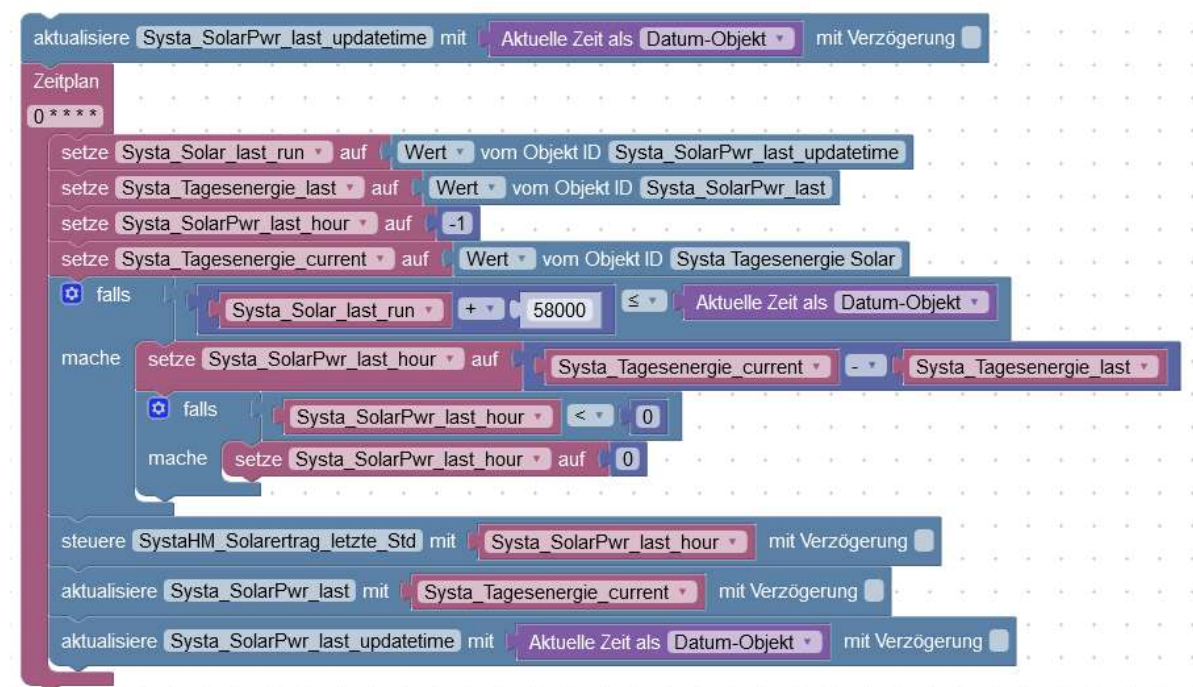 aktualisiere Systa_SolarPwr_last_updatetime mit Aktuelle Zeit als Datum-Objekt mit Verzögerung
Zeitplan
0 * * * *
setze Systa_Solar_last_run auf Wert vom Objekt ID Systa_SolarPwr_last_updatetime
setze Systa_Tagesenergie_last auf Wert vom Objekt ID Systa_SolarPwr_last
setze Systa_SolarPwr_last_hour auf -1
setze Systa_Tagesenergie_current auf Wert vom Objekt ID Systa Tagesenergie Solar
falls Systa_Solar_last_run + 58000 ≤ Aktuelle Zeit als Datum-Objekt
mache setze Systa_SolarPwr_last_hour auf Systa_Tagesenergie_current - Systa_Tagesenergie_last
falls Systa_SolarPwr_last_hour < 0
mache setze Systa_SolarPwr_last_hour auf 0
steuere SystaHM_Solarertrag_letzte_Std mit Systa_SolarPwr_last_hour mit Verzögerung
aktualisiere Systa_SolarPwr_last mit Systa_Tagesenergie_current mit Verzögerung
aktualisiere Systa_SolarPwr_last_updatetime mit Aktuelle Zeit als Datum-Objekt mit Verzögerung